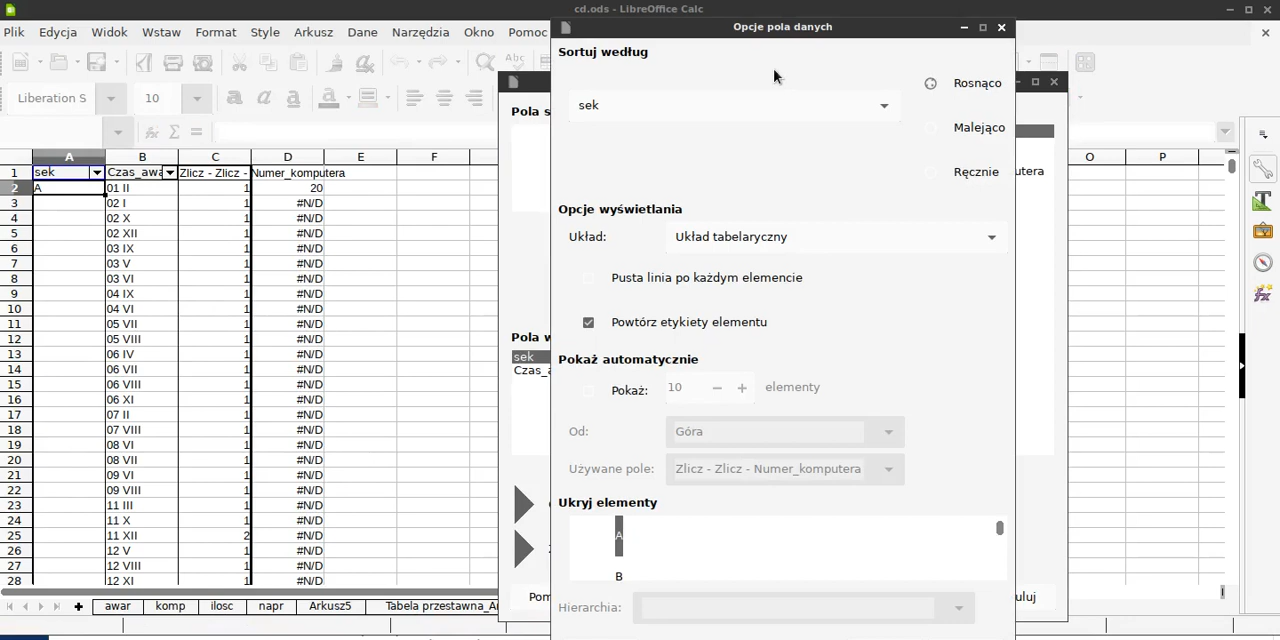 cd.ods - LibreOffice Calc
Plik Edycja Widok Wstaw Format Style Arkusz Dane Narzędzia Okno Pomoc
Liberation S 10
A B C D E F O P
1 sek Czas_awa Zlicz - Zlicz - Numer_komputera
2 A 01 II 1 20
3 02 I 1 #N/D
4 02 X 1 #N/D
5 02 XII 1 #N/D
6 03 IX 1 #N/D
7 03 V 1 #N/D
8 03 VI 1 #N/D
9 04 IX 1 #N/D
10 04 VI 1 #N/D
11 05 VII 1 #N/D
12 05 VIII 1 #N/D
13 06 IV 1 #N/D
14 06 VII 1 #N/D
15 06 VIII 1 #N/D
16 06 XI 1 #N/D
17 07 II 1 #N/D
18 07 VIII 1 #N/D
19 08 VI 1 #N/D
20 08 VII 1 #N/D
21 09 VI 1 #N/D
22 09 VIII 1 #N/D
23 11 III 1 #N/D
24 11 X 1 #N/D
25 11 XII 2 #N/D
26 12 V 1 #N/D
27 12 VIII 1 #N/D
28 12 XI 1 #N/D
awar komp ilosc napr Arkusz5 Tabela przestawna_Ar
Pola s
utera
Pola w
sek
Czas_a
Pom
uluj
Opcje pola danych
Sortuj według
sek
Rosnąco
Malejąco
Ręcznie
Opcje wyświetlania
Układ: Układ tabelaryczny
Pusta linia po każdym elemencie
Powtórz etykiety elementu
Pokaż automatycznie
Pokaż: 10 elementy
Od: Góra
Używane pole: Zlicz - Zlicz - Numer_komputera
Ukryj elementy
A
B
Hierarchia: